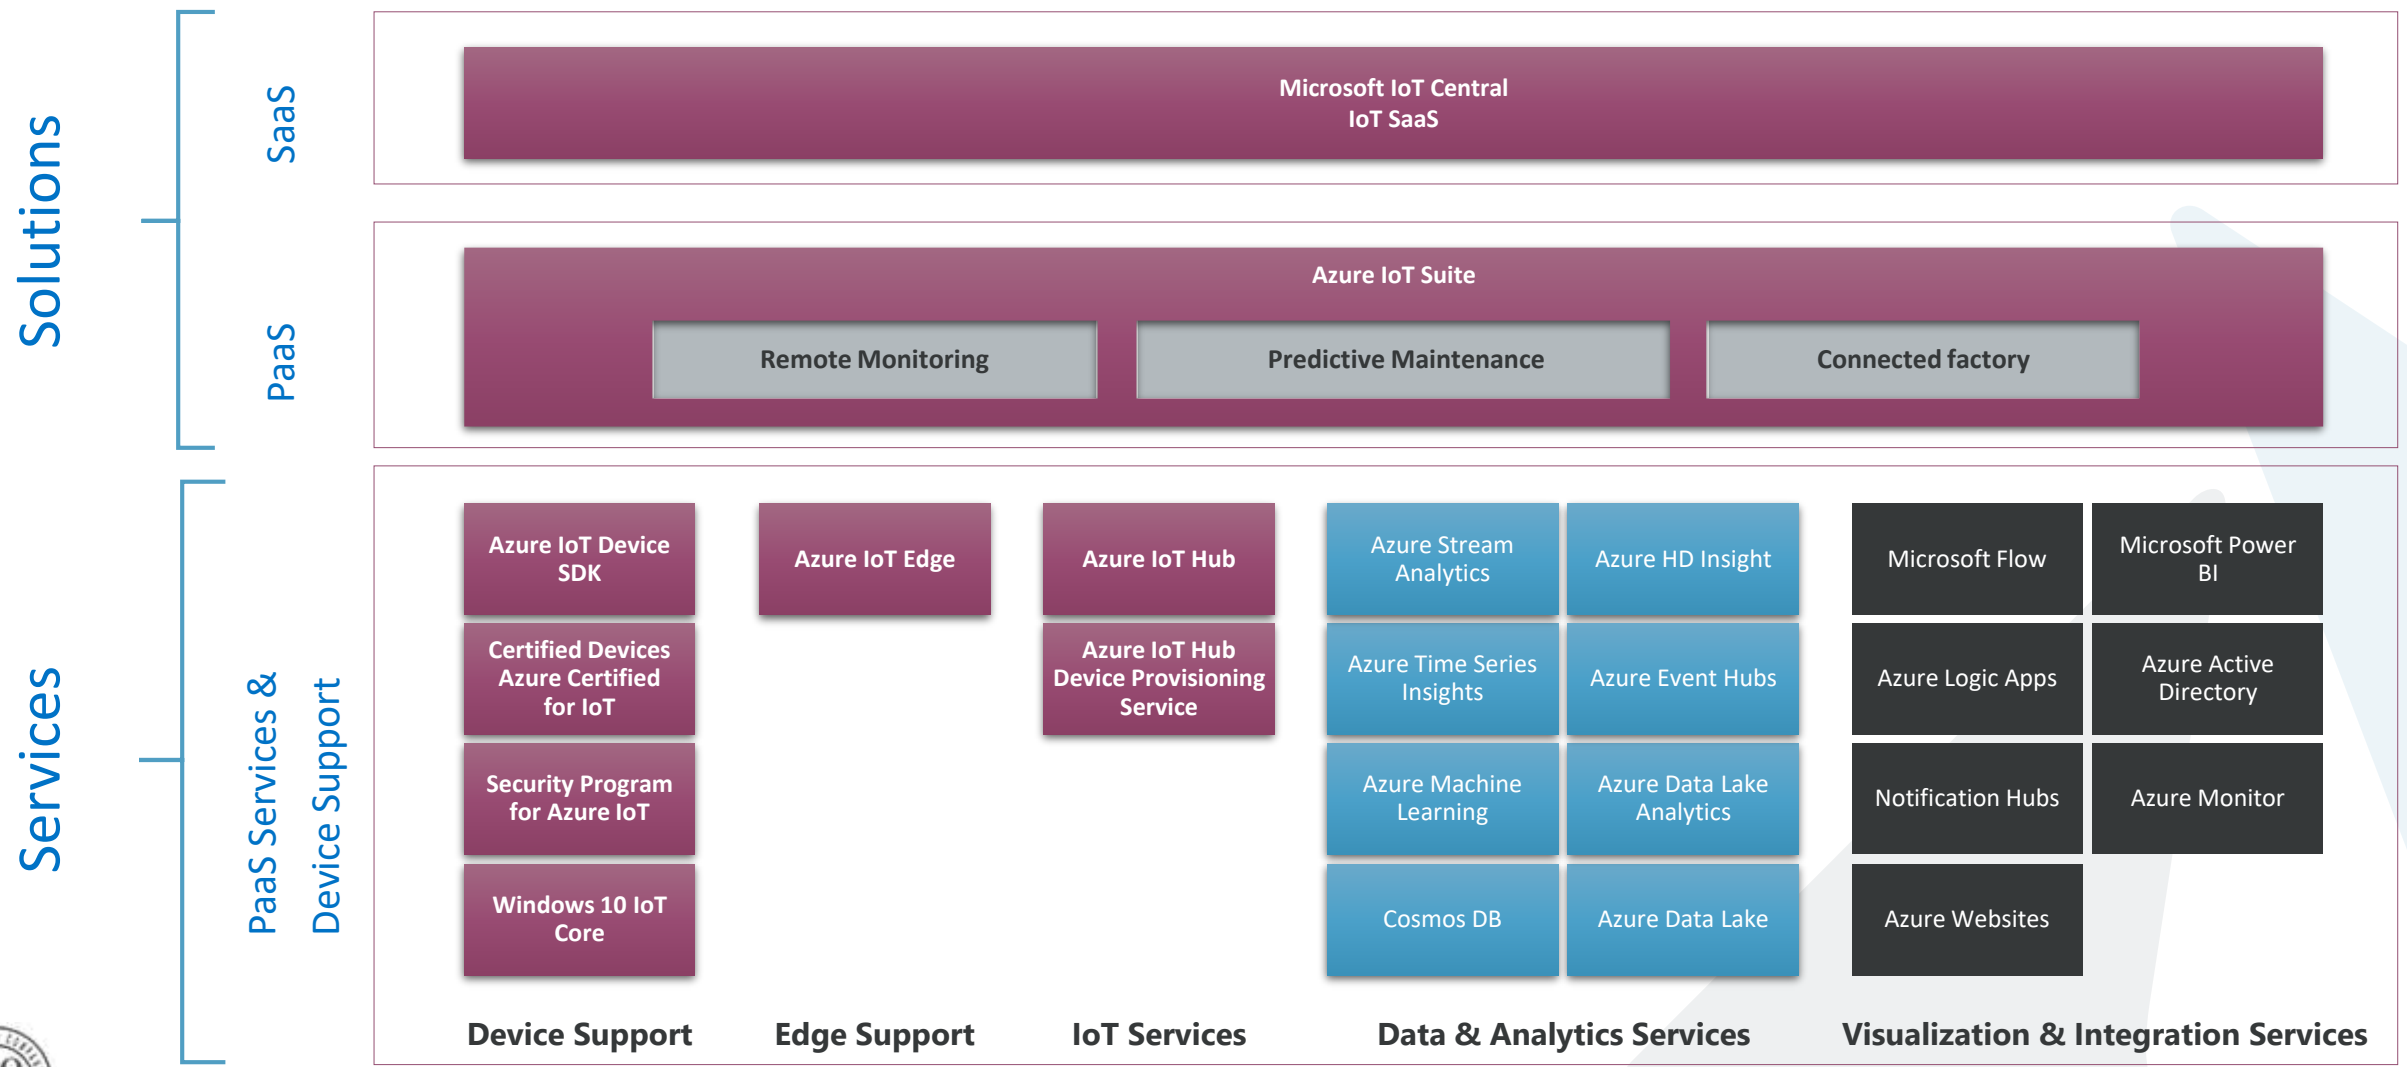 Solutions
SaaS
Microsoft IoT Central
IoT SaaS
PaaS
Azure IoT Suite
Remote Monitoring
Predictive Maintenance
Connected factory
Services
PaaS Services &
Device Support
Azure IoT Device
SDK
Certified Devices
Azure Certified
for IoT
Security Program
for Azure IoT
Windows 10 IoT
Core
Device Support
Azure IoT Edge
Edge Support
Azure IoT Hub
Azure IoT Hub
Device Provisioning
Service
IoT Services
Azure Stream
Analytics
Azure HD Insight
Azure Time Series
Insights
Azure Event Hubs
Azure Machine
Learning
Azure Data Lake
Analytics
Cosmos DB
Azure Data Lake
Data & Analytics Services
Microsoft Flow
Microsoft Power
BI
Azure Logic Apps
Azure Active
Directory
Notification Hubs
Azure Monitor
Azure Websites
Visualization & Integration Services